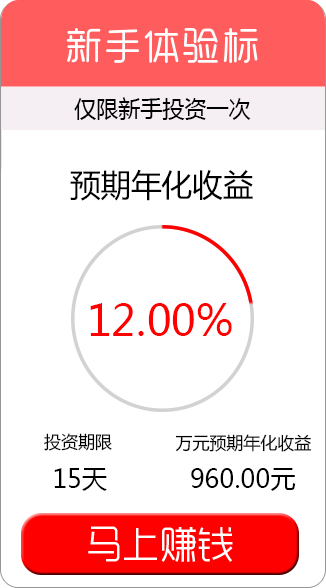 新手体验标
仅限新手投资一次
预期年化收益
12.00%
投资期限
万元预期年化收益
15天
960.00元
马上赚钱